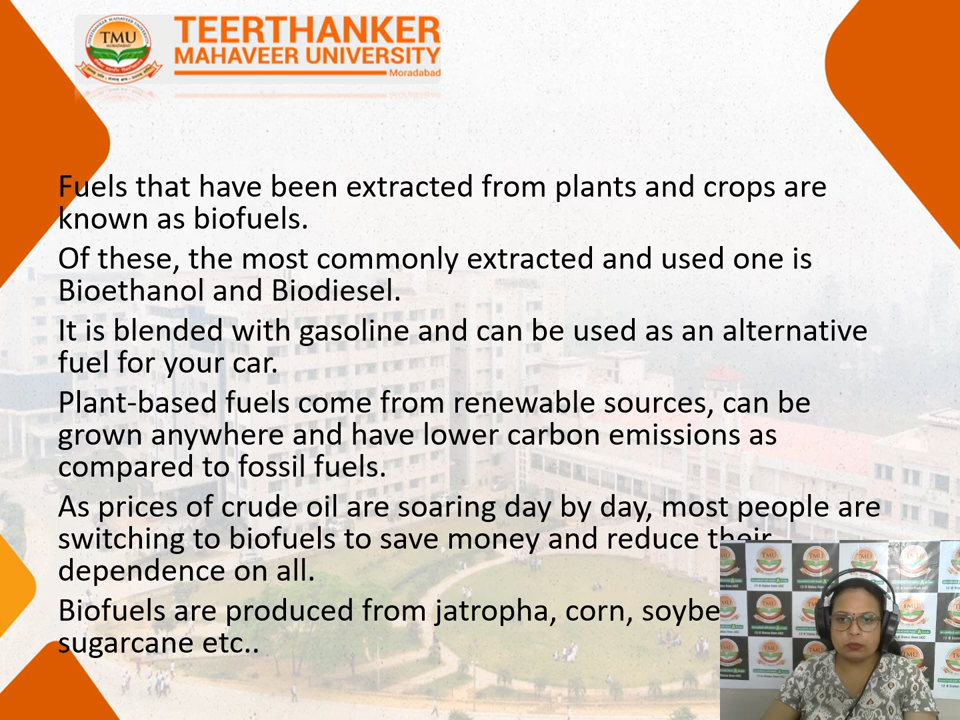 TMU
TEERTHANKER
MAHAVEER UNIVERSITY
Moradabad
Fuels that have been extracted from plants and crops are
known as biofuels.
Of these, the most commonly extracted and used one is
Bioethanol and Biodiesel.
It is blended with gasoline and can be used as an alternative
fuel for your car.
Plant-based fuels come from renewable sources, can be
grown anywhere and have lower carbon emissions as
compared to fossil fuels.
As prices of crude oil are soaring day by day, most people are
switching to biofuels to save money and reduce their
dependence on all.
Biofuels are produced from jatropha, corn, soybe
sugarcane etc..